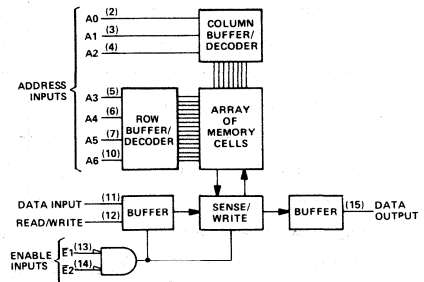 A0 (2)
A1 (3)
A2 (4)
COLUMN
BUFFER/
DECODER
ADDRESS
INPUTS
A3 (5)
A4 (6)
A5 (7)
A6 (10)
ROW
BUFFER/
DECODER
ARRAY
OF
MEMORY
CELLS
DATA INPUT (11)
READ/WRITE (12)
BUFFER
SENSE/
WRITE
BUFFER
(15) DATA
OUTPUT
ENABLE
INPUTS
E̅1 (13)
E̅2 (14)